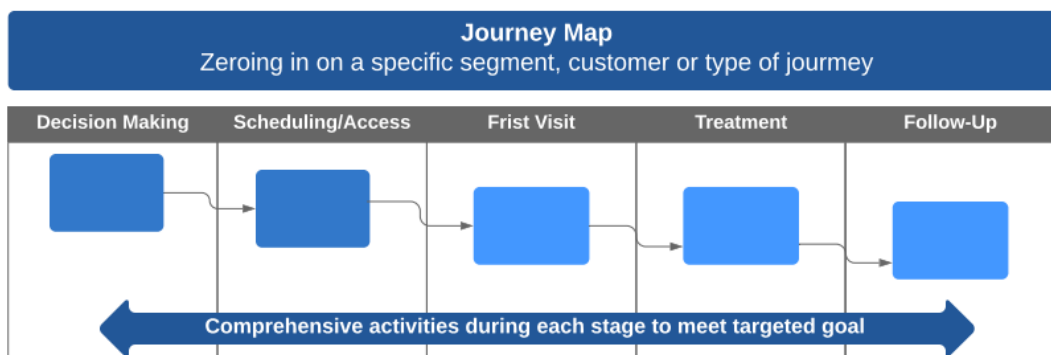 Journey Map
Zeroing in on a specific segment, customer or type of jourmey
Decision Making
Scheduling/Access
Frist Visit
Treatment
Follow-Up
Comprehensive activities during each stage to meet targeted goal